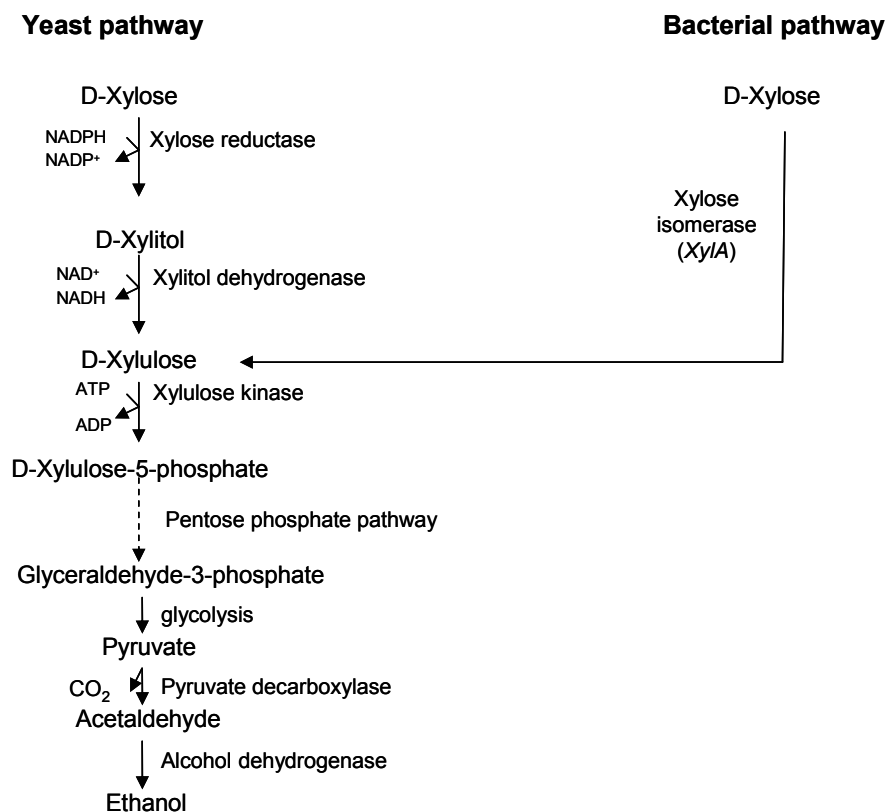 Yeast pathway
Bacterial pathway
D-Xylose
D-Xylose
NADPH
Xylose reductase
NADP+
Xylose
isomerase
(XylA)
D-Xylitol
NAD+
Xylitol dehydrogenase
NADH
D-Xylulose
ATP
Xylulose kinase
ADP
D-Xylulose-5-phosphate
Pentose phosphate pathway
Glyceraldehyde-3-phosphate
glycolysis
Pyruvate
CO2
Pyruvate decarboxylase
Acetaldehyde
Alcohol dehydrogenase
Ethanol